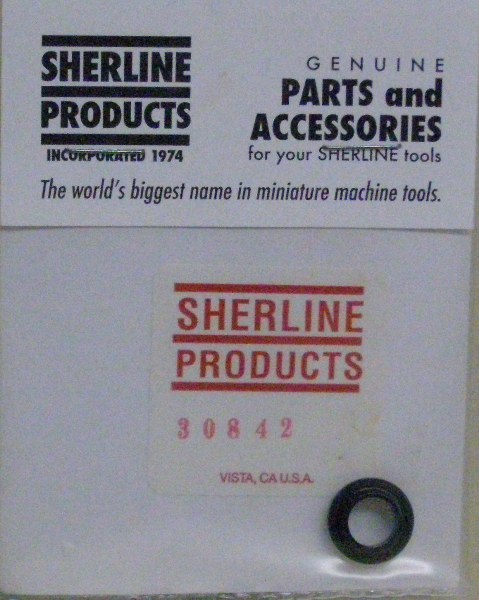 SHERLINE
PRODUCTS
INCORPORATED 1974
GENUINE
PARTS and
ACCESSORIES
for your SHERLINE tools
The world's biggest name in miniature machine tools.
SHERLINE
PRODUCTS
30842
VISTA, CA U.S.A.